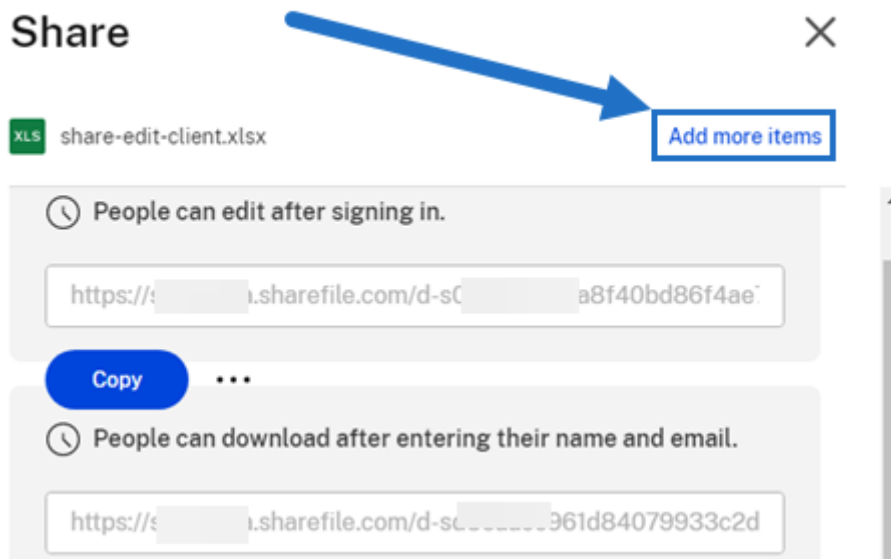 Share
XLS share-edit-client.xlsx Add more items
People can edit after signing in.
https://s .sharefile.com/d-s a8f40bd86f4ae
Copy ...
People can download after entering their name and email.
https://s .sharefile.com/d-s 961d84079933c2d